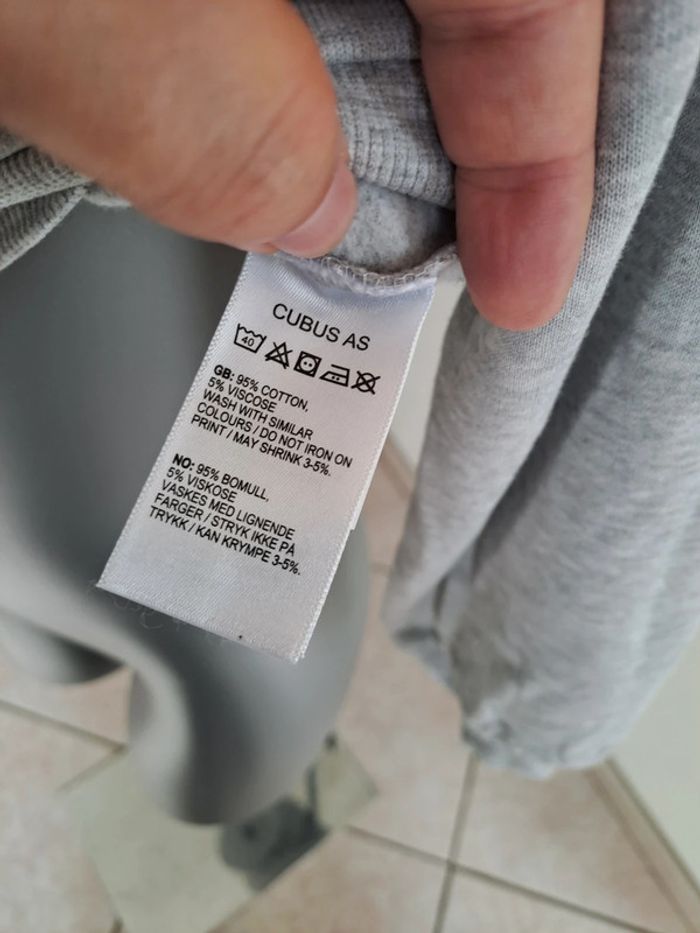 CUBUS AS
40
GB: 95% COTTON,
5% VISCOSE
WASH WITH SIMILAR
COLOURS / DO NOT IRON ON
PRINT / MAY SHRINK 3-5%.
NO: 95% BOMULL,
5% VISKOSE
VASKES MED LIGNENDE
FARGER / STRYK IKKE PÅ
TRYKK / KAN KRYMPE 3-5%.